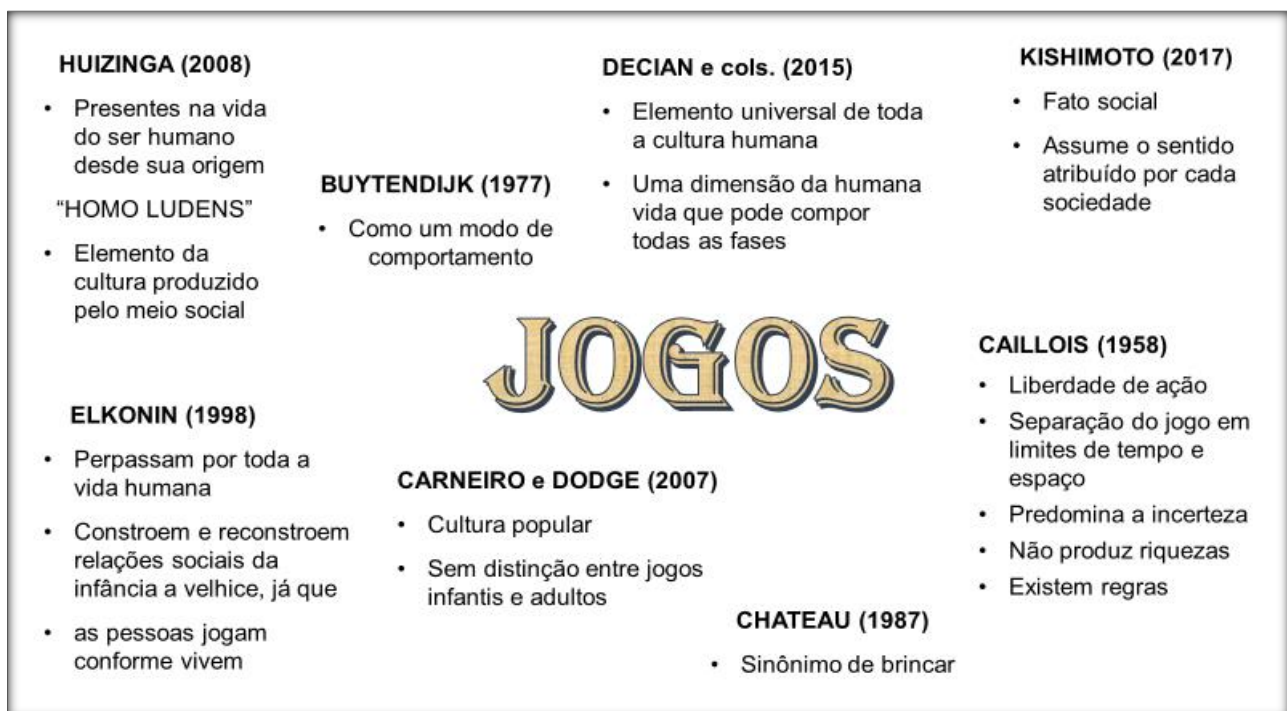 HUIZINGA (2008)
• Presentes na vida
do ser humano
desde sua origem
“HOMO LUDENS”
• Elemento da
cultura produzido
pelo meio social
BUYTENDIJK (1977)
• Como um modo de
comportamento
DECIAN e cols. (2015)
• Elemento universal de toda
a cultura humana
• Uma dimensão da humana
vida que pode compor
todas as fases
KISHIMOTO (2017)
• Fato social
• Assume o sentido
atribuído por cada
sociedade
JOGOS
ELKONIN (1998)
• Perpassam por toda a
vida humana
• Constroem e reconstroem
relações sociais da
infância a velhice, já que
• as pessoas jogam
conforme vivem
CARNEIRO e DODGE (2007)
• Cultura popular
• Sem distinção entre jogos
infantis e adultos
CAILLOIS (1958)
• Liberdade de ação
• Separação do jogo em
limites de tempo e
espaço
• Predomina a incerteza
• Não produz riquezas
• Existem regras
CHATEAU (1987)
• Sinônimo de brincar